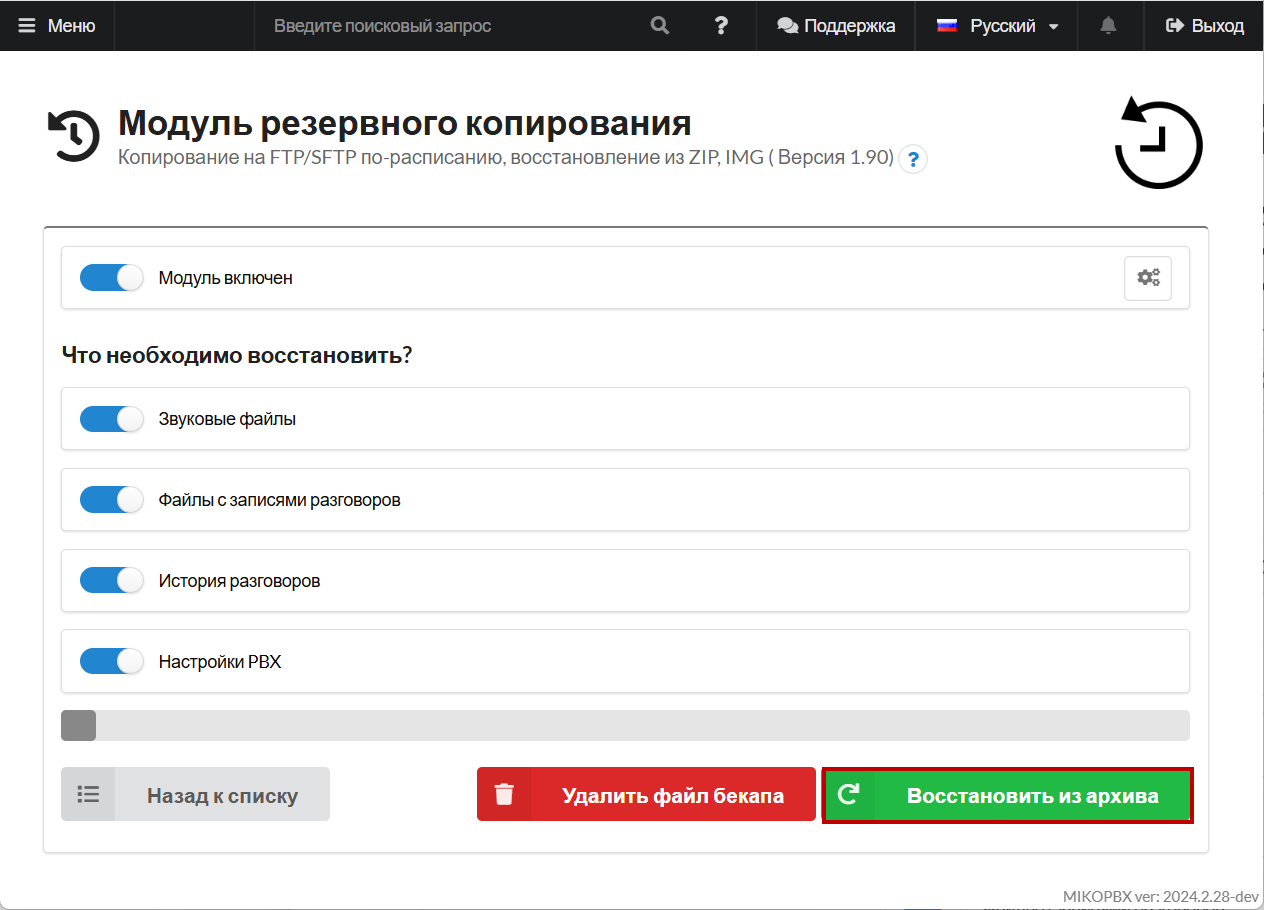 Меню
Введите поисковый запрос
?
Поддержка
Русский
Выход
Модуль резервного копирования
Копирование на FTP/SFTP по-расписанию, восстановление из ZIP, IMG ( Версия 1.90) ?
Модуль включен
Что необходимо восстановить?
Звуковые файлы
Файлы с записями разговоров
История разговоров
Настройки PBX
Назад к списку
Удалить файл бекапа
Восстановить из архива
MIKOPBX ver: 2024.2.28-dev